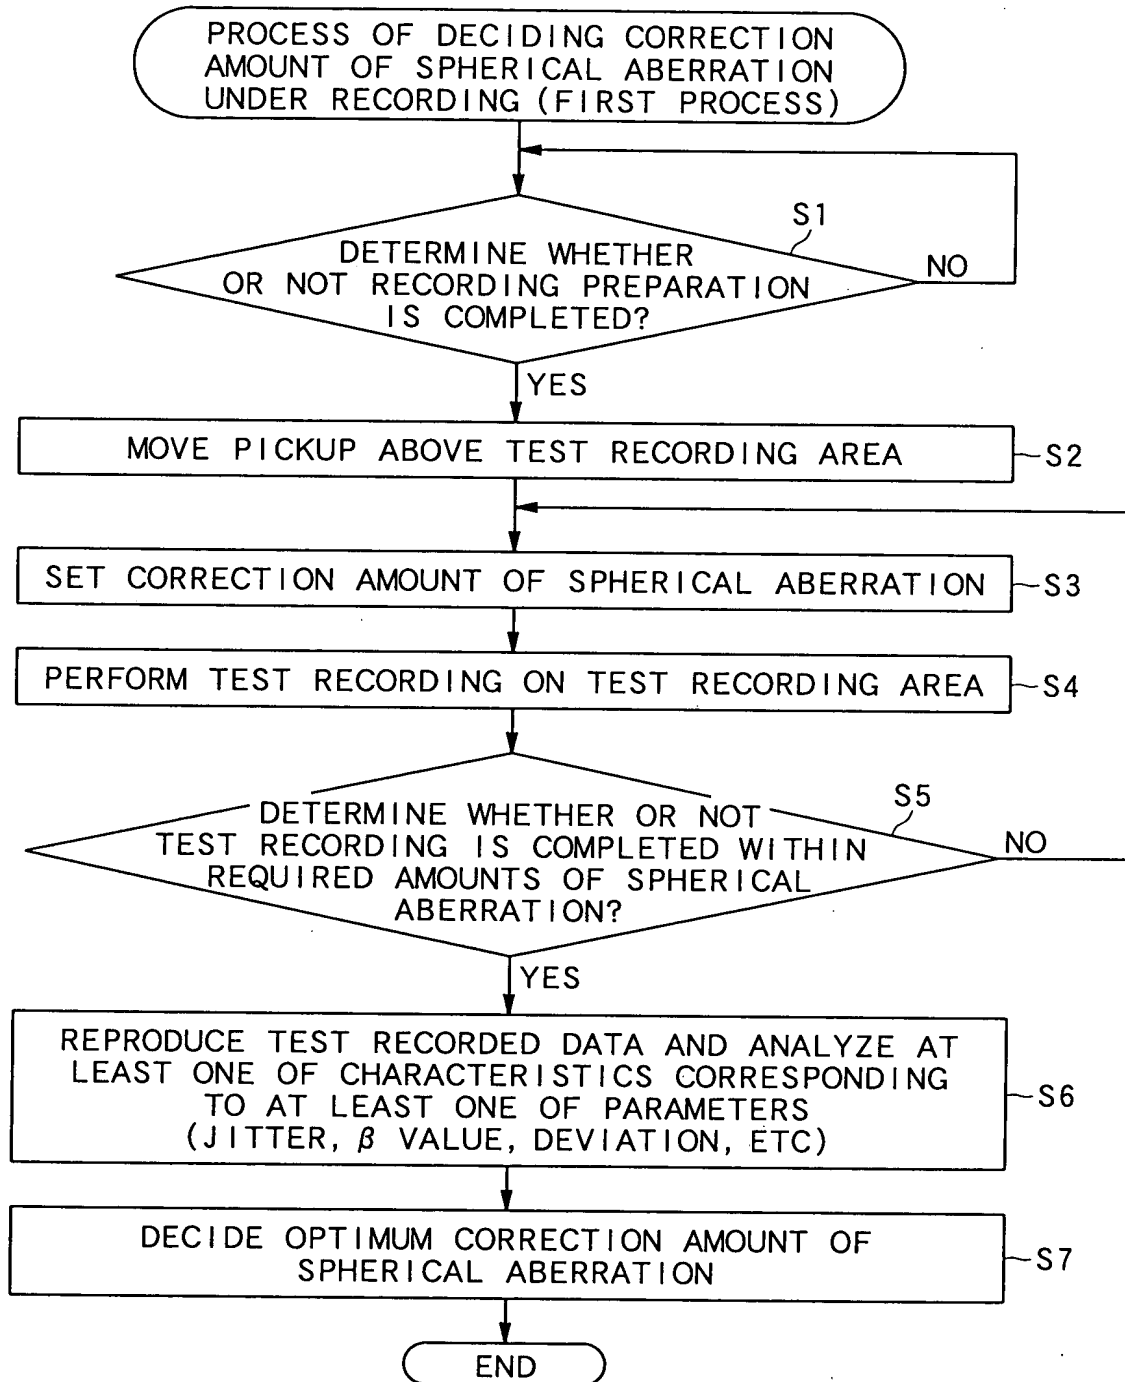 PROCESS OF DECIDING CORRECTION
AMOUNT OF SPHERICAL ABERRATION
UNDER RECORDING (FIRST PROCESS)
S1
DETERMINE WHETHER
OR NOT RECORDING PREPARATION
IS COMPLETED?
NO
YES
MOVE PICKUP ABOVE TEST RECORDING AREA
S2
SET CORRECTION AMOUNT OF SPHERICAL ABERRATION
S3
PERFORM TEST RECORDING ON TEST RECORDING AREA
S4
S5
DETERMINE WHETHER OR NOT
TEST RECORDING IS COMPLETED WITHIN
REQUIRED AMOUNTS OF SPHERICAL
ABERRATION?
NO
YES
REPRODUCE TEST RECORDED DATA AND ANALYZE AT
LEAST ONE OF CHARACTERISTICS CORRESPONDING
TO AT LEAST ONE OF PARAMETERS
(JITTER, β VALUE, DEVIATION, ETC)
S6
DECIDE OPTIMUM CORRECTION AMOUNT OF
SPHERICAL ABERRATION
S7
END